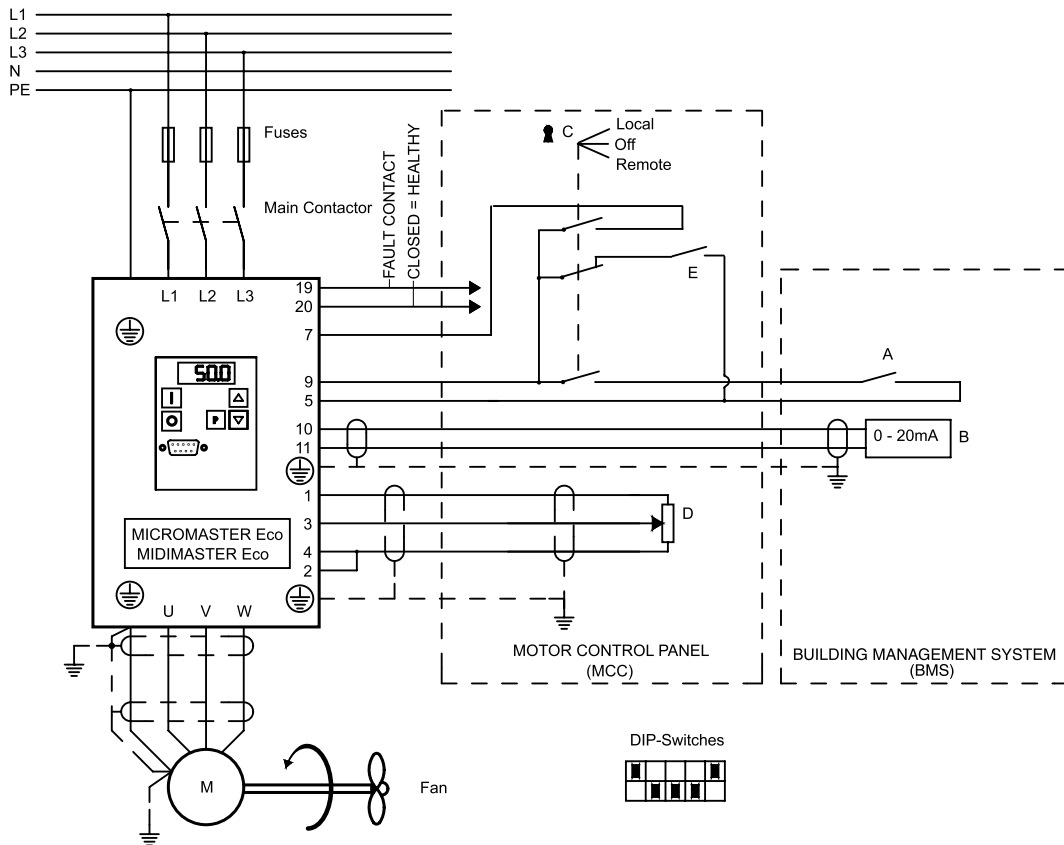 L1
L2
L3
N
PE
Fuses
Main Contactor
FAULT CONTACT
CLOSED = HEALTHY
C
Local
Off
Remote
E
A
L1 L2 L3
19
20
7
9
5
10
11
1
3
4
2
50.0
P
0 - 20mA
B
D
MICROMASTER Eco
MIDIMASTER Eco
U V W
MOTOR CONTROL PANEL
(MCC)
BUILDING MANAGEMENT SYSTEM
(BMS)
DIP-Switches
M
Fan